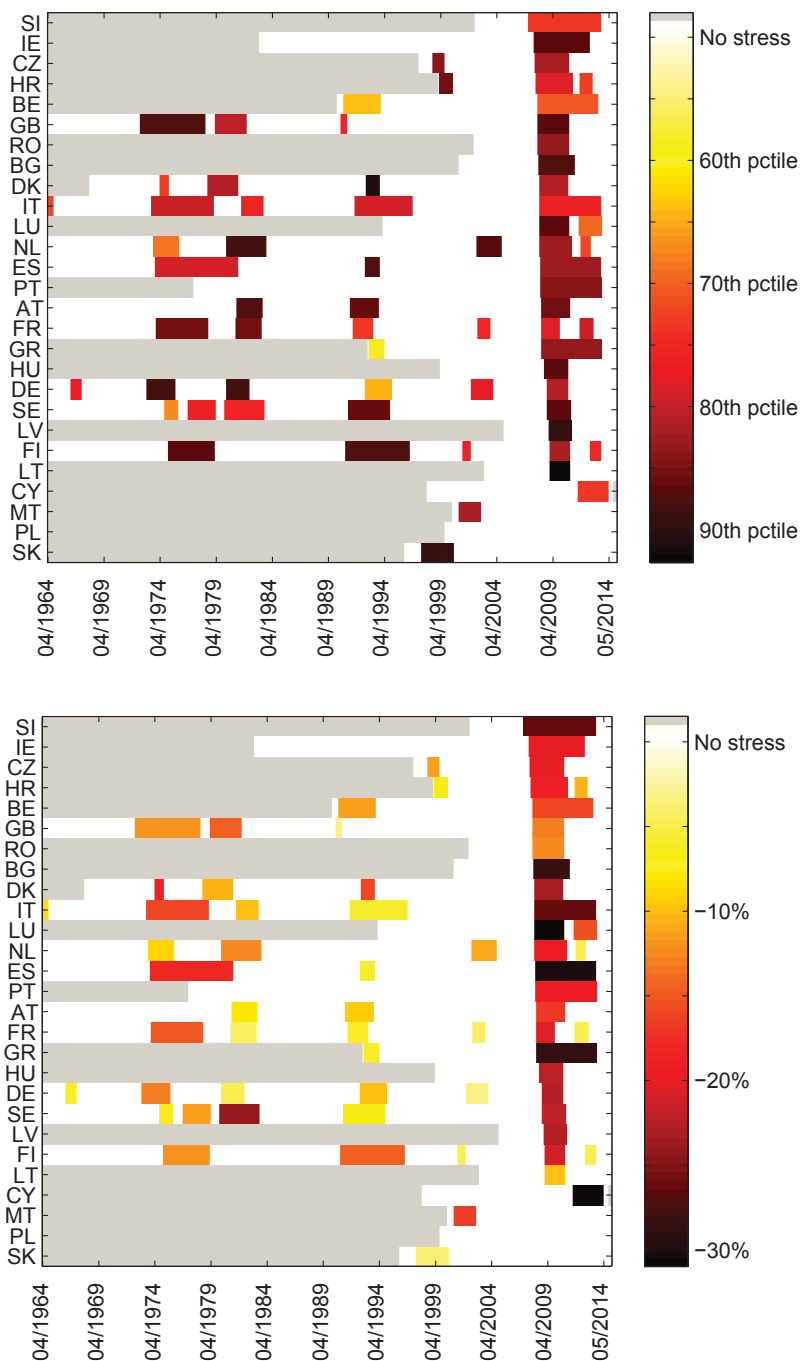 SI
IE
CZ
HR
BE
GB
RO
BG
DK
IT
LU
NL
ES
PT
AT
FR
GR
HU
DE
SE
LV
FI
LT
CY
MT
PL
SK
04/1964
04/1969
04/1974
04/1979
04/1984
04/1989
04/1994
04/1999
04/2004
04/2009
05/2014
No stress
60th pctile
70th pctile
80th pctile
90th pctile
SI
IE
CZ
HR
BE
GB
RO
BG
DK
IT
LU
NL
ES
PT
AT
FR
GR
HU
DE
SE
LV
FI
LT
CY
MT
PL
SK
04/1964
04/1969
04/1974
04/1979
04/1984
04/1989
04/1994
04/1999
04/2004
04/2009
05/2014
No stress
−10%
−20%
−30%